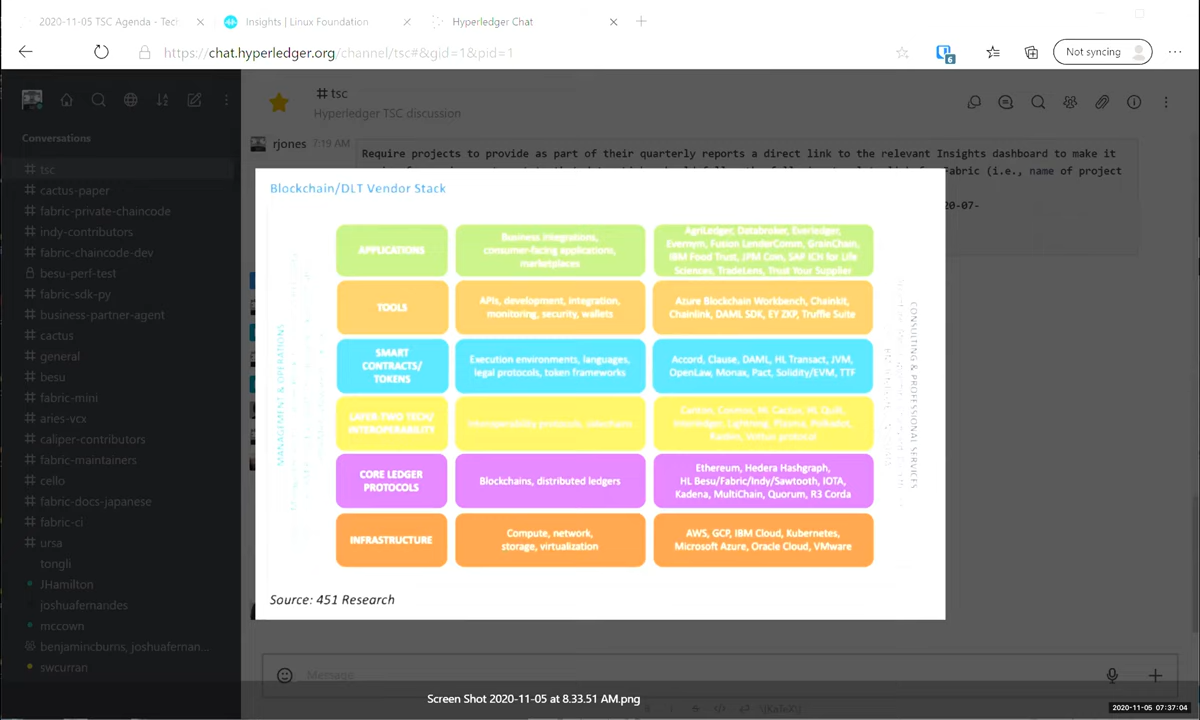 2020-11-05 TSC Agenda - Tech
Insights | Linux Foundation
Hyperledger Chat
https://chat.hyperledger.org/channel/tsc#&gid=1&pid=1
6
Not syncing
# tsc
Hyperledger TSC discussion
Conversations
# tsc
# cactus-paper
# fabric-private-chaincode
# indy-contributors
# fabric-chaincode-dev
besu-perf-test
# fabric-sdk-py
# business-partner-agent
# cactus
# general
# besu
# fabric-mini
# aries-vcx
# caliper-contributors
# fabric-maintainers
# cello
# fabric-docs-japanese
# fabric-ci
# ursa
tongli
JHamilton
joshuafernandes
mccown
benjamincburns, joshuafernan...
swcurran
rjones 7:19 AM
Require projects to provide as part of their quarterly reports a direct link to the relevant Insights dashboard to make it
Fabric (i.e., name of project
20-07-
Blockchain/DLT Vendor Stack
MANAGEMENT & OPERATIONS
APPLICATIONS
Business integrations,
consumer-facing applications,
marketplaces
AgriLedger, Databroker, Everledger,
Evernym, Fusion LenderComm, GrainChain,
IBM Food Trust, JPM Coin, SAP ICH for Life
Sciences, TradeLens, Trust Your Supplier
TOOLS
APIs, development, integration,
monitoring, security, wallets
Azure Blockchain Workbench, Chainkit,
Chainlink, DAML SDK, EY ZKP, Truffle Suite
SMART
CONTRACTS/
TOKENS
Execution environments, languages,
legal protocols, token frameworks
Accord, Clause, DAML, HL Transact, JVM,
OpenLaw, Monax, Pact, Solidity/EVM, TTF
LAYER TWO TECH/
INTEROPERABILITY
Interoperability protocols, sidechains
CORE LEDGER
PROTOCOLS
Blockchains, distributed ledgers
Ethereum, Hedera Hashgraph,
HL Besu/Fabric/Indy/Sawtooth, IOTA,
Kadena, MultiChain, Quorum, R3 Corda
INFRASTRUCTURE
Compute, network,
storage, virtualization
AWS, GCP, IBM Cloud, Kubernetes,
Microsoft Azure, Oracle Cloud, VMware
CONSULTING & PROFESSIONAL SERVICES
Source: 451 Research
Message
Screen Shot 2020-11-05 at 8.33.51 AM.png
2020-11-05 07:37:04